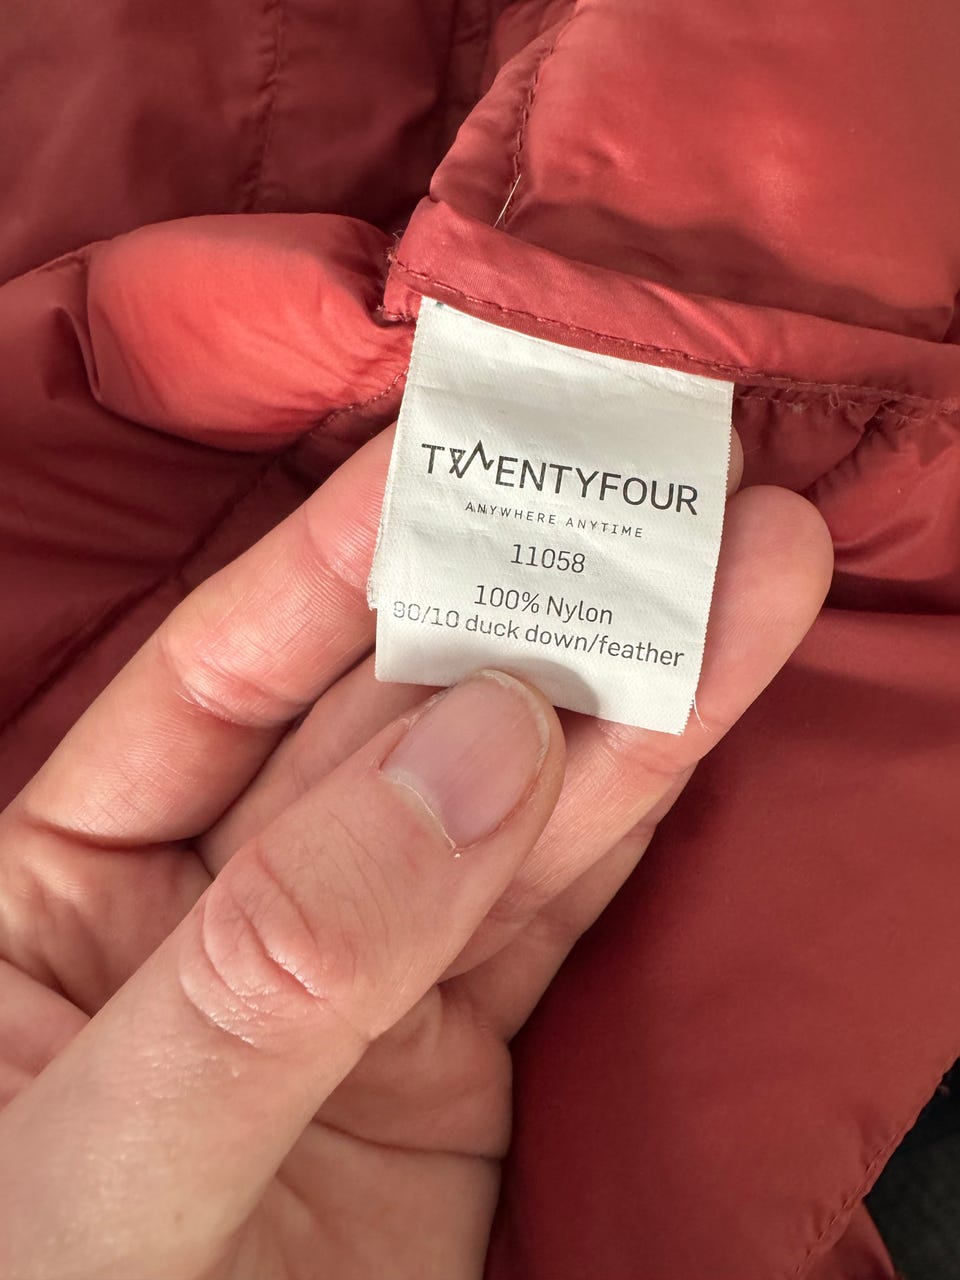 TWENTYFOUR
ANYWHERE ANYTIME
11058
100% Nylon
90/10 duck down/feather